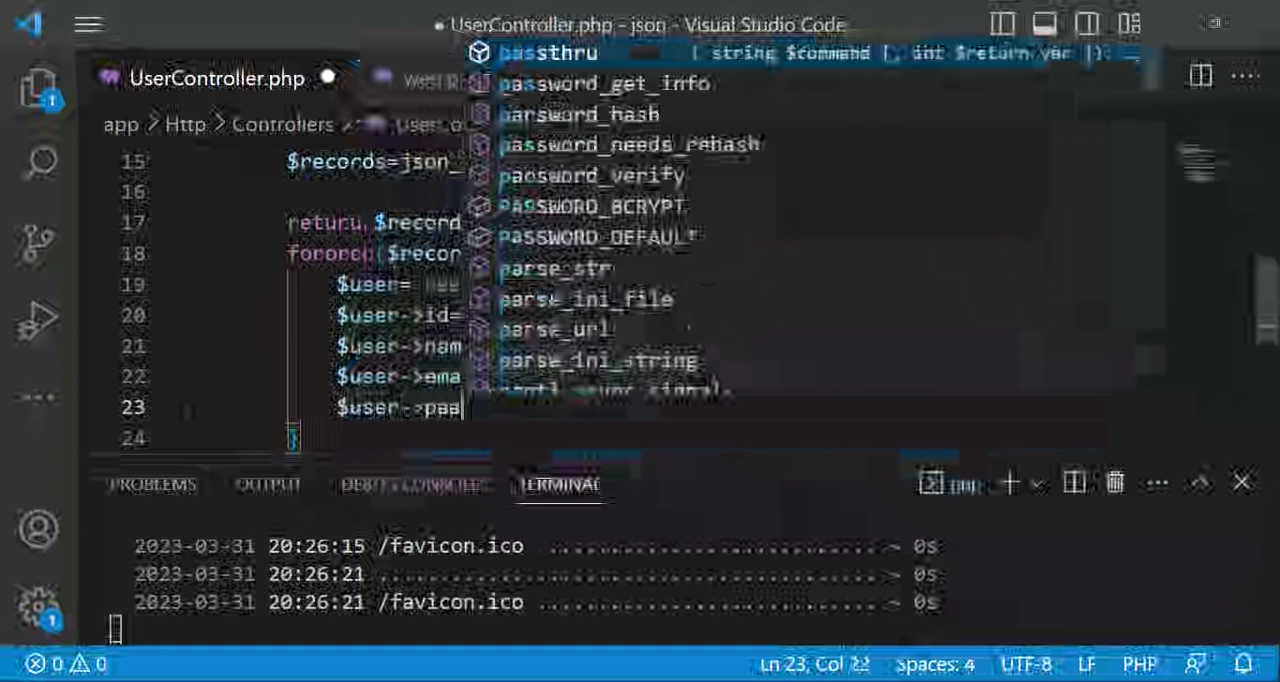 UserController.php - json - Visual Studio Code
passthru ( string $command [, int $return_var ]):
UserController.php
password_get_info
app > Http > Controllers >
password_hash
password_needs_rehash
15 $records=json_
password_verify
16
PASSWORD_BCRYPT
17 return $record
PASSWORD_DEFAULT
18 ($recor
parse_str
19 $user=
parse_ini_file
20 $user->id=
parse_url
21 $user->nam
parse_ini_string
22 $user->ema
23 $user->paa
24 }
PROBLEMS OUTPUT DEBUG CONSOLE TERMINAL
php
2023-03-31 20:26:15 /favicon.ico ................................ ~ 0s
2023-03-31 20:26:21 ................................................ ~ 0s
2023-03-31 20:26:21 /favicon.ico ................................ ~ 0s
0 0
Ln 23, Col Spaces: 4 UTF-8 LF PHP